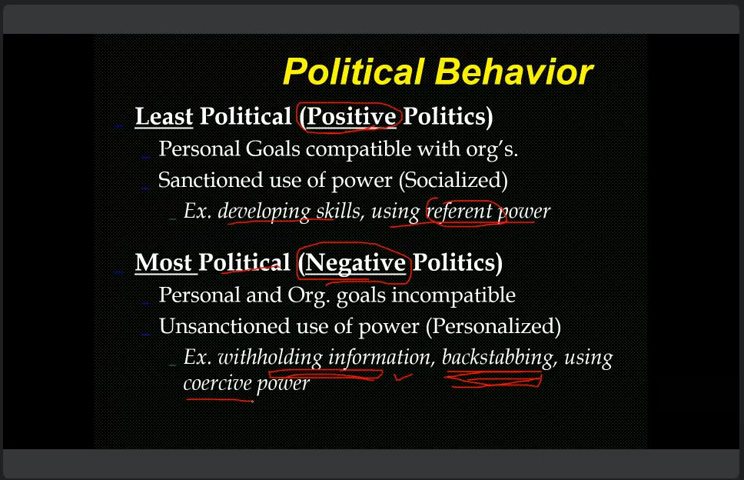 Political Behavior
Least Political (Positive Politics)
Personal Goals compatible with org's.
Sanctioned use of power (Socialized)
Ex. developing skills, using referent power
Most Political (Negative Politics)
Personal and Org. goals incompatible
Unsanctioned use of power (Personalized)
Ex. withholding information, backstabbing, using
coercive power